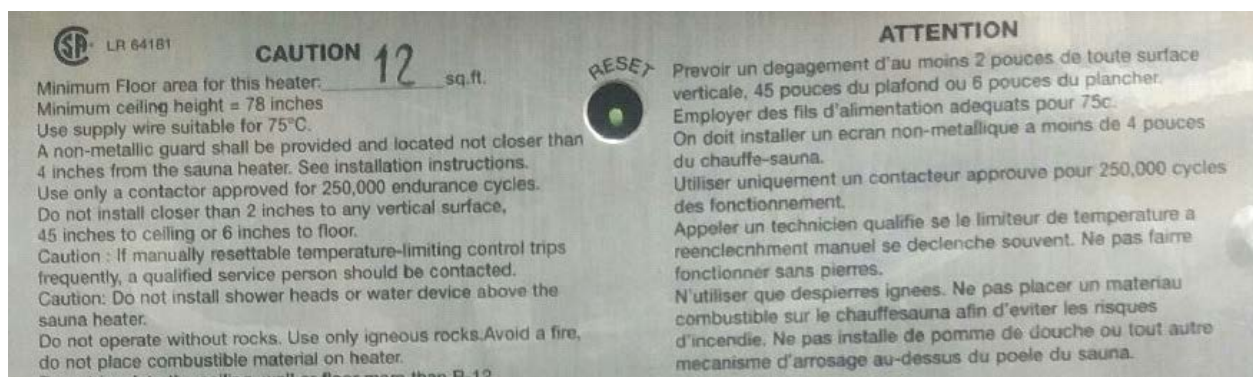 LR 64181
CAUTION
Minimum Floor area for this heater: 12 sq.ft.
Minimum ceiling height = 78 inches
Use supply wire suitable for 75°C.
A non-metallic guard shall be provided and located not closer than
4 inches from the sauna heater. See installation instructions.
Use only a contactor approved for 250,000 endurance cycles.
Do not install closer than 2 inches to any vertical surface,
45 inches to ceiling or 6 inches to floor.
Caution : If manually resettable temperature-limiting control trips
frequently, a qualified service person should be contacted.
Caution: Do not install shower heads or water device above the
sauna heater.
Do not operate without rocks. Use only igneous rocks.Avoid a fire,
do not place combustible material on heater.
RESET
ATTENTION
Prevoir un degagement d'au moins 2 pouces de toute surface
verticale, 45 pouces du plafond ou 6 pouces du plancher.
Employer des fils d'alimentation adequats pour 75c.
On doit installer un ecran non-metallique a moins de 4 pouces
du chauffe-sauna.
Utiliser uniquement un contacteur approuve pour 250,000 cycles
des fonctionnement.
Appeler un technicien qualifie se le limiteur de temperature a
reenclecnhment manuel se declenche souvent. Ne pas fairre
fonctionner sans pierres.
N'utiliser que despierres ignees. Ne pas placer un materiau
combustible sur le chauffesauna afin d'eviter les risques
d'incendie. Ne pas installe de pomme de douche ou tout autre
mecanisme d'arrosage au-dessus du poele du sauna.